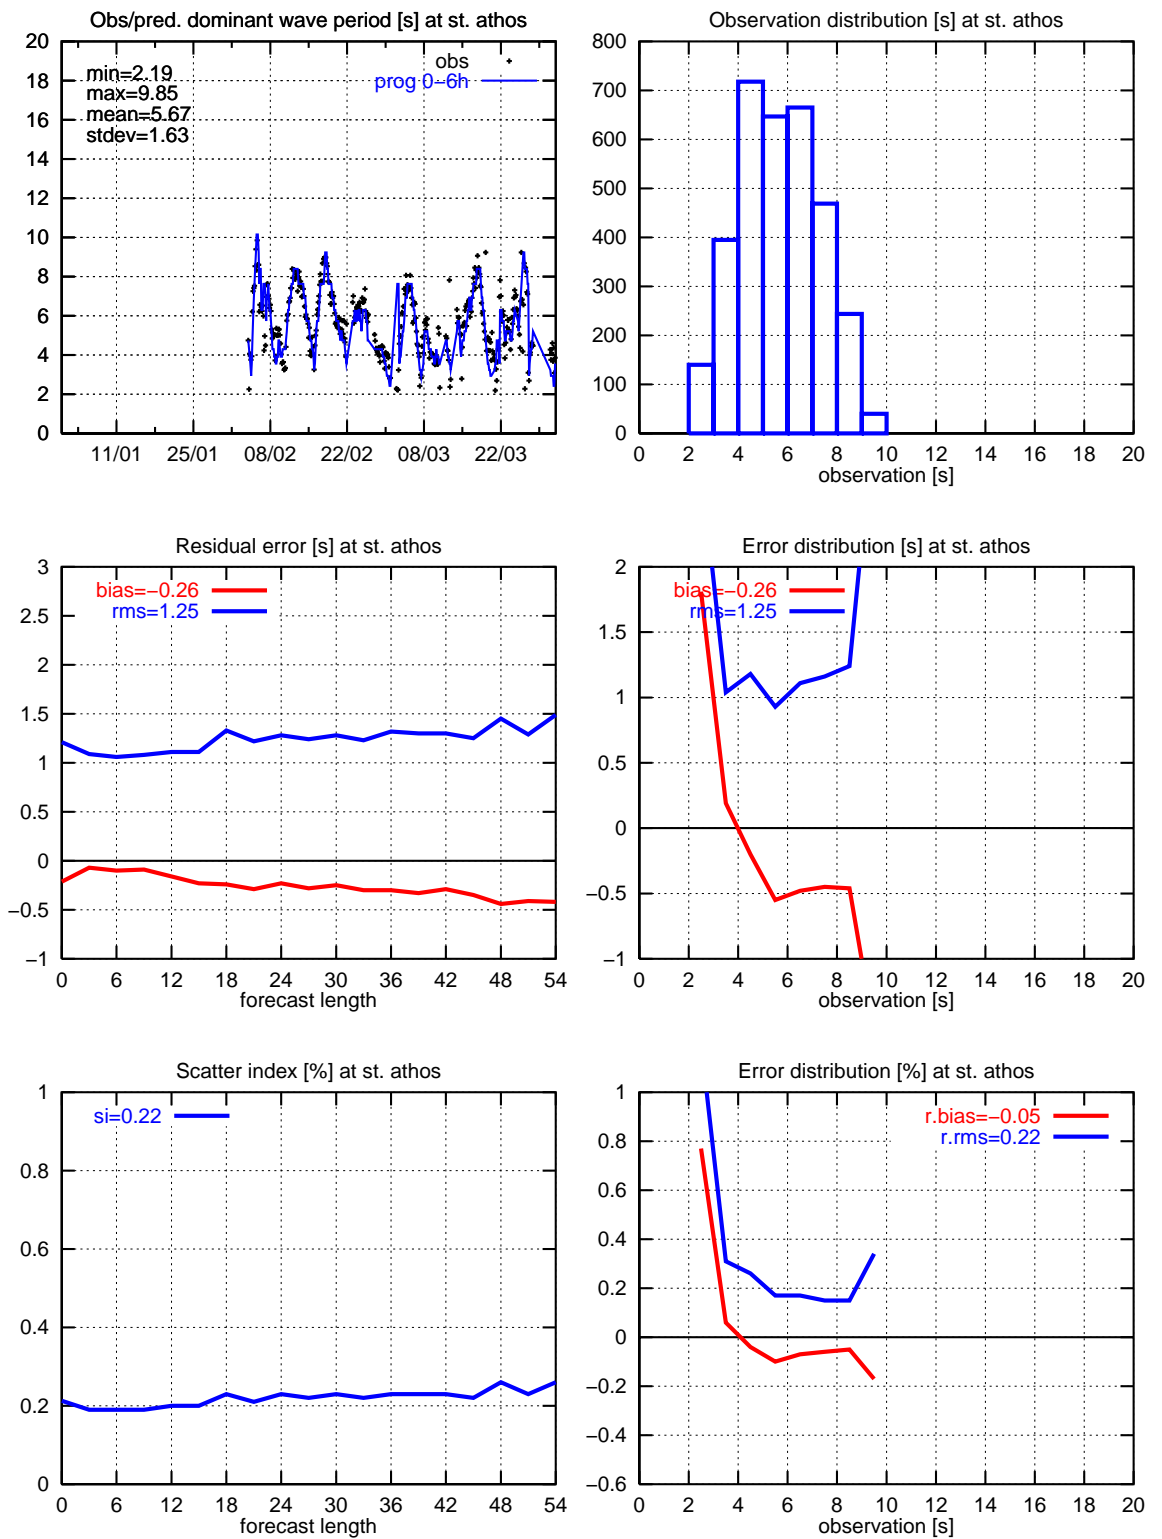 Obs/pred. dominant wave period [s] at st. athos
20
18
16
14
12
10
8
6
4
2
0
min=2.19
max=9.85
mean=5.67
stdev=1.63
obs
prog 0−6h
11/01 25/01 08/02 22/02 08/03 22/03
Observation distribution [s] at st. athos
800
700
600
500
400
300
200
100
0
0 2 4 6 8 10 12 14 16 18 20
observation [s]
Residual error [s] at st. athos
3
2.5
2
1.5
1
0.5
0
−0.5
−1
bias=−0.26
rms=1.25
0 6 12 18 24 30 36 42 48 54
forecast length
Error distribution [s] at st. athos
2
1.5
1
0.5
0
−0.5
−1
bias=−0.26
rms=1.25
0 2 4 6 8 10 12 14 16 18 20
observation [s]
Scatter index [%] at st. athos
1
0.8
0.6
0.4
0.2
0
si=0.22
0 6 12 18 24 30 36 42 48 54
forecast length
Error distribution [%] at st. athos
1
0.8
0.6
0.4
0.2
0
−0.2
−0.4
−0.6
r.bias=−0.05
r.rms=0.22
0 2 4 6 8 10 12 14 16 18 20
observation [s]